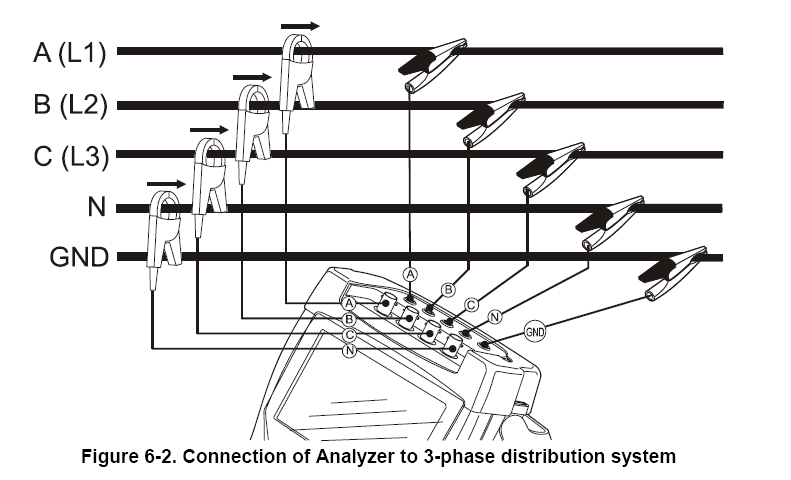 A (L1)
B (L2)
C (L3)
N
GND
A
B
C
N
GND
A
B
C
N
Figure 6-2. Connection of Analyzer to 3-phase distribution system